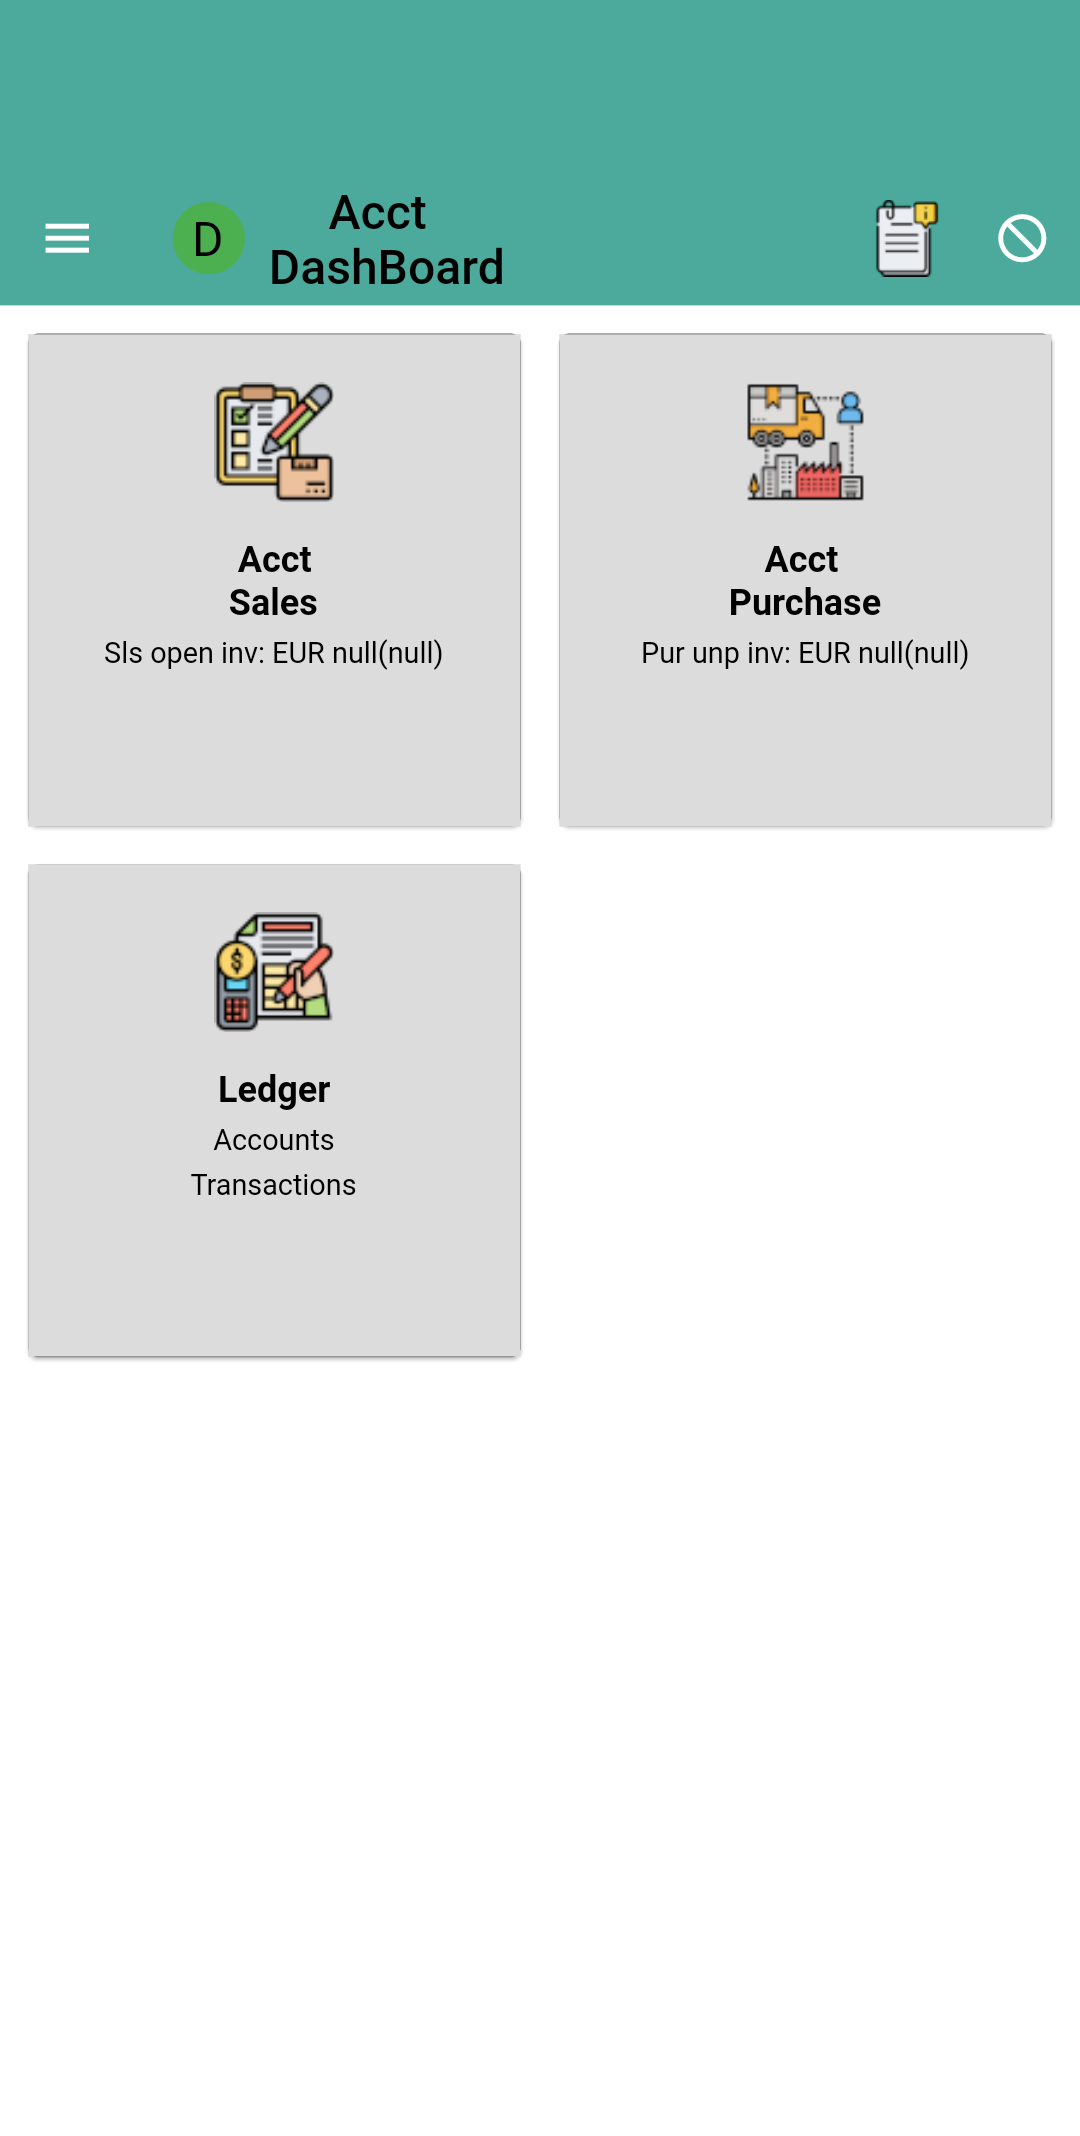 D
Acct
DashBoard
Acct
Sales
Sls open inv: EUR null(null)
Acct
Purchase
Pur unp inv: EUR null(null)
Ledger
Accounts
Transactions